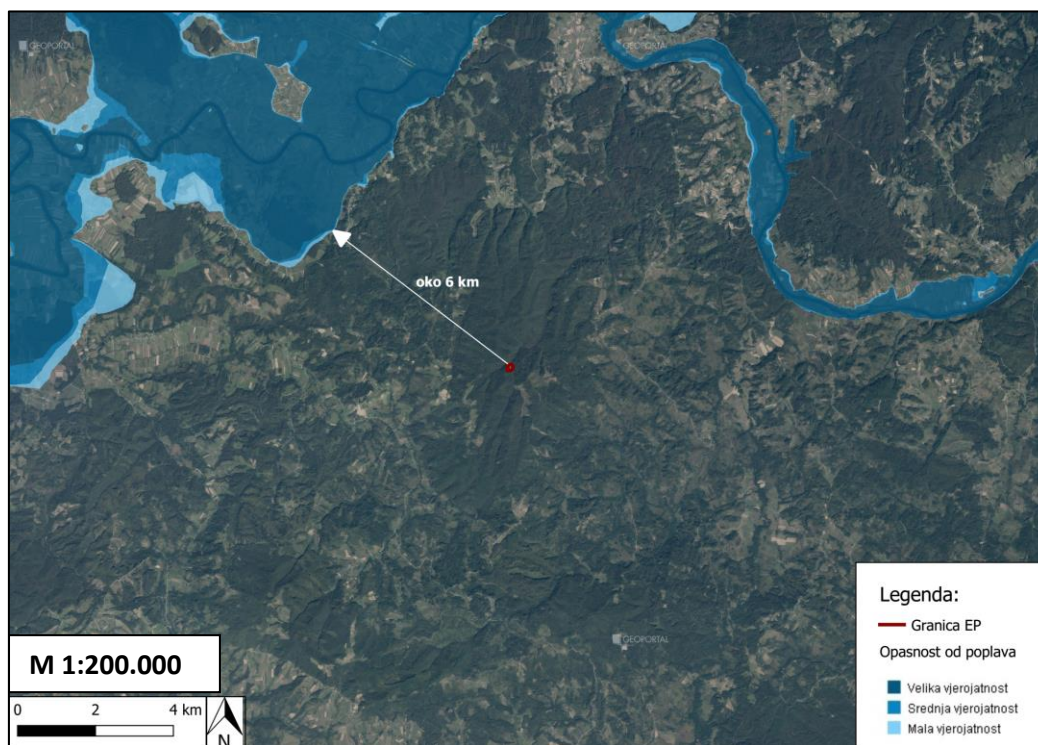 GEOPORTAL
GEOPORTAL
oko 6 km
GEOPORTAL
M 1:200.000
0 2 4 km
N
Legenda:
Granica EP
Opasnost od poplava
Velika vjerojatnost
Srednja vjerojatnost
Mala vjerojatnost